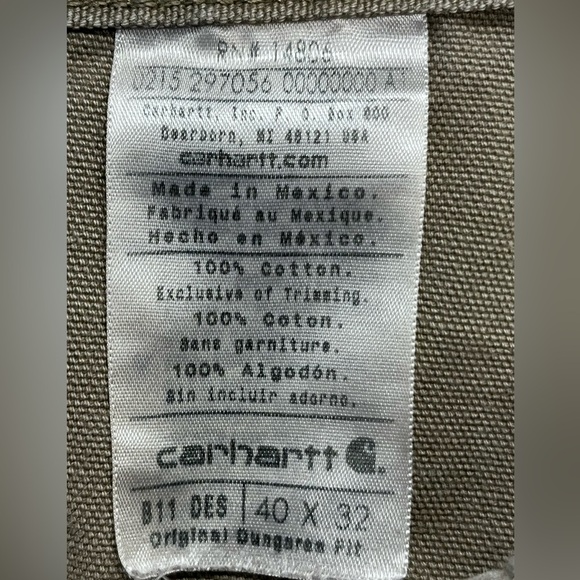 RN# 14806
0215 297056 00000000 A1
Carhartt, Inc. P. O. Box 600
Dearborn, MI 48121 USA
carhartt.com
Made in Mexico.
Fabriqué au Mexique.
Hecho en México.
100% Cotton.
Exclusive of Trimming.
100% Coton.
Sans garniture.
100% Algodón.
Sin incluir adorno.
carhartt
B11 DES 40 X 32
Original Dungaree Fit